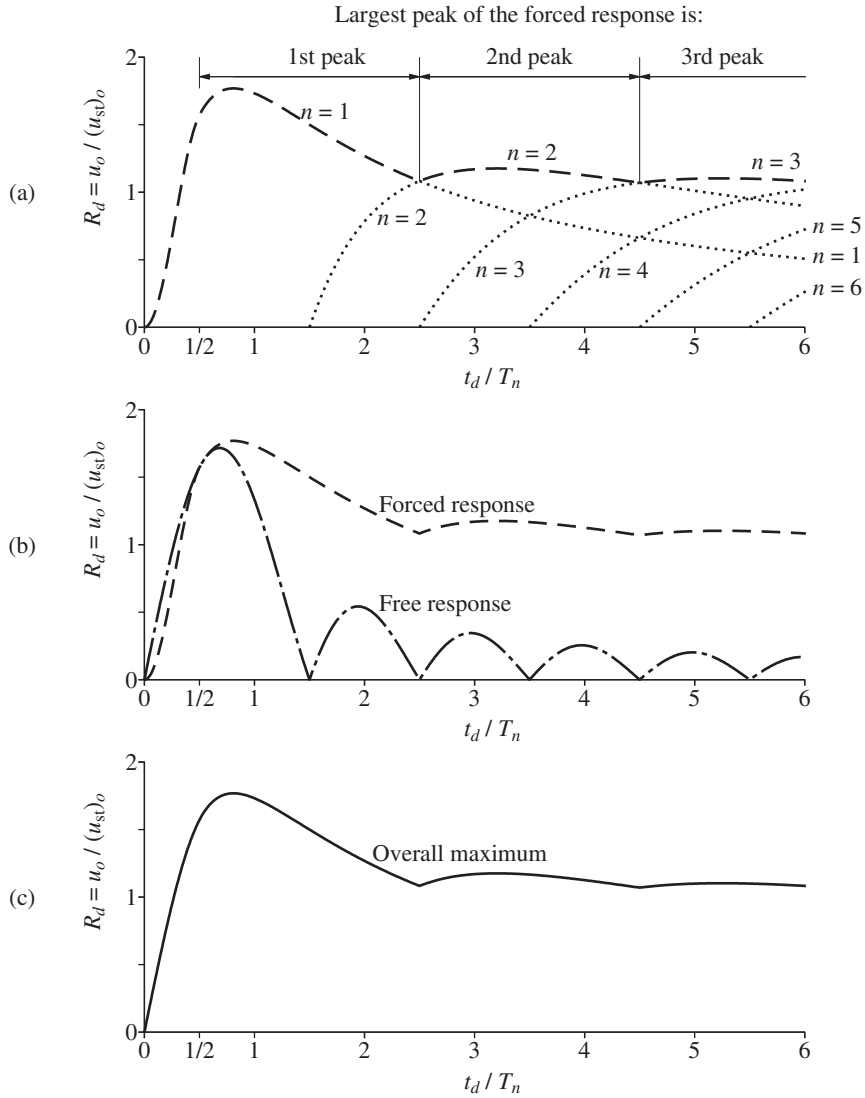 Largest peak of the forced response is:
1st peak
2nd peak
3rd peak
(a)
R_d = u_o / (u_st)_o
2
1
0
n = 1
n = 2
n = 3
n = 2
n = 3
n = 4
n = 5
n = 1
n = 6
0 1/2 1 2 3 4 5 6
t_d / T_n
(b)
R_d = u_o / (u_st)_o
2
1
0
Forced response
Free response
0 1/2 1 2 3 4 5 6
t_d / T_n
(c)
R_d = u_o / (u_st)_o
2
1
0
Overall maximum
0 1/2 1 2 3 4 5 6
t_d / T_n